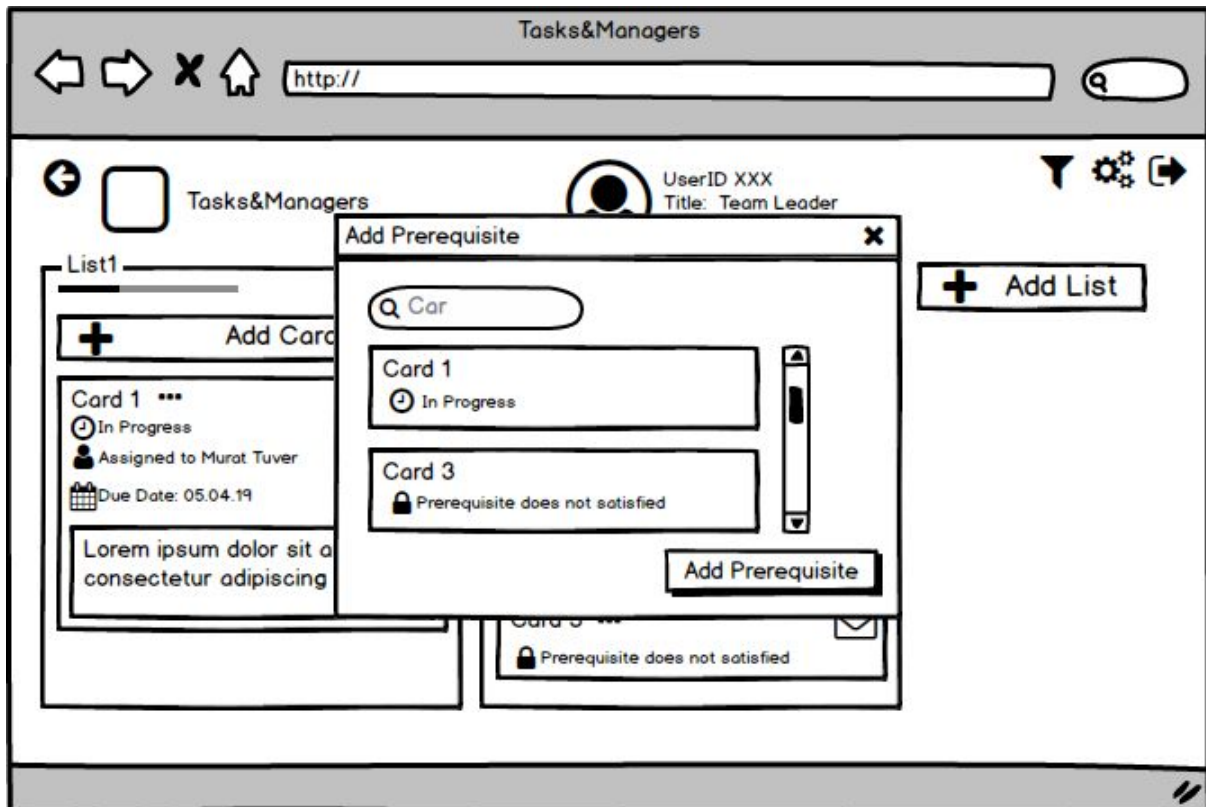 Tasks&Managers
http://
Tasks&Managers
UserID XXX
Title: Team Leader
Add Prerequisite
List1
Add List
Car
Add Card
Card 1
In Progress
Card 1 •••
In Progress
Assigned to Murat Tuver
Due Date: 05.04.19
Card 3
Prerequisite does not satisfied
Lorem ipsum dolor sit a
consectetur adipiscing
Add Prerequisite
Prerequisite does not satisfied